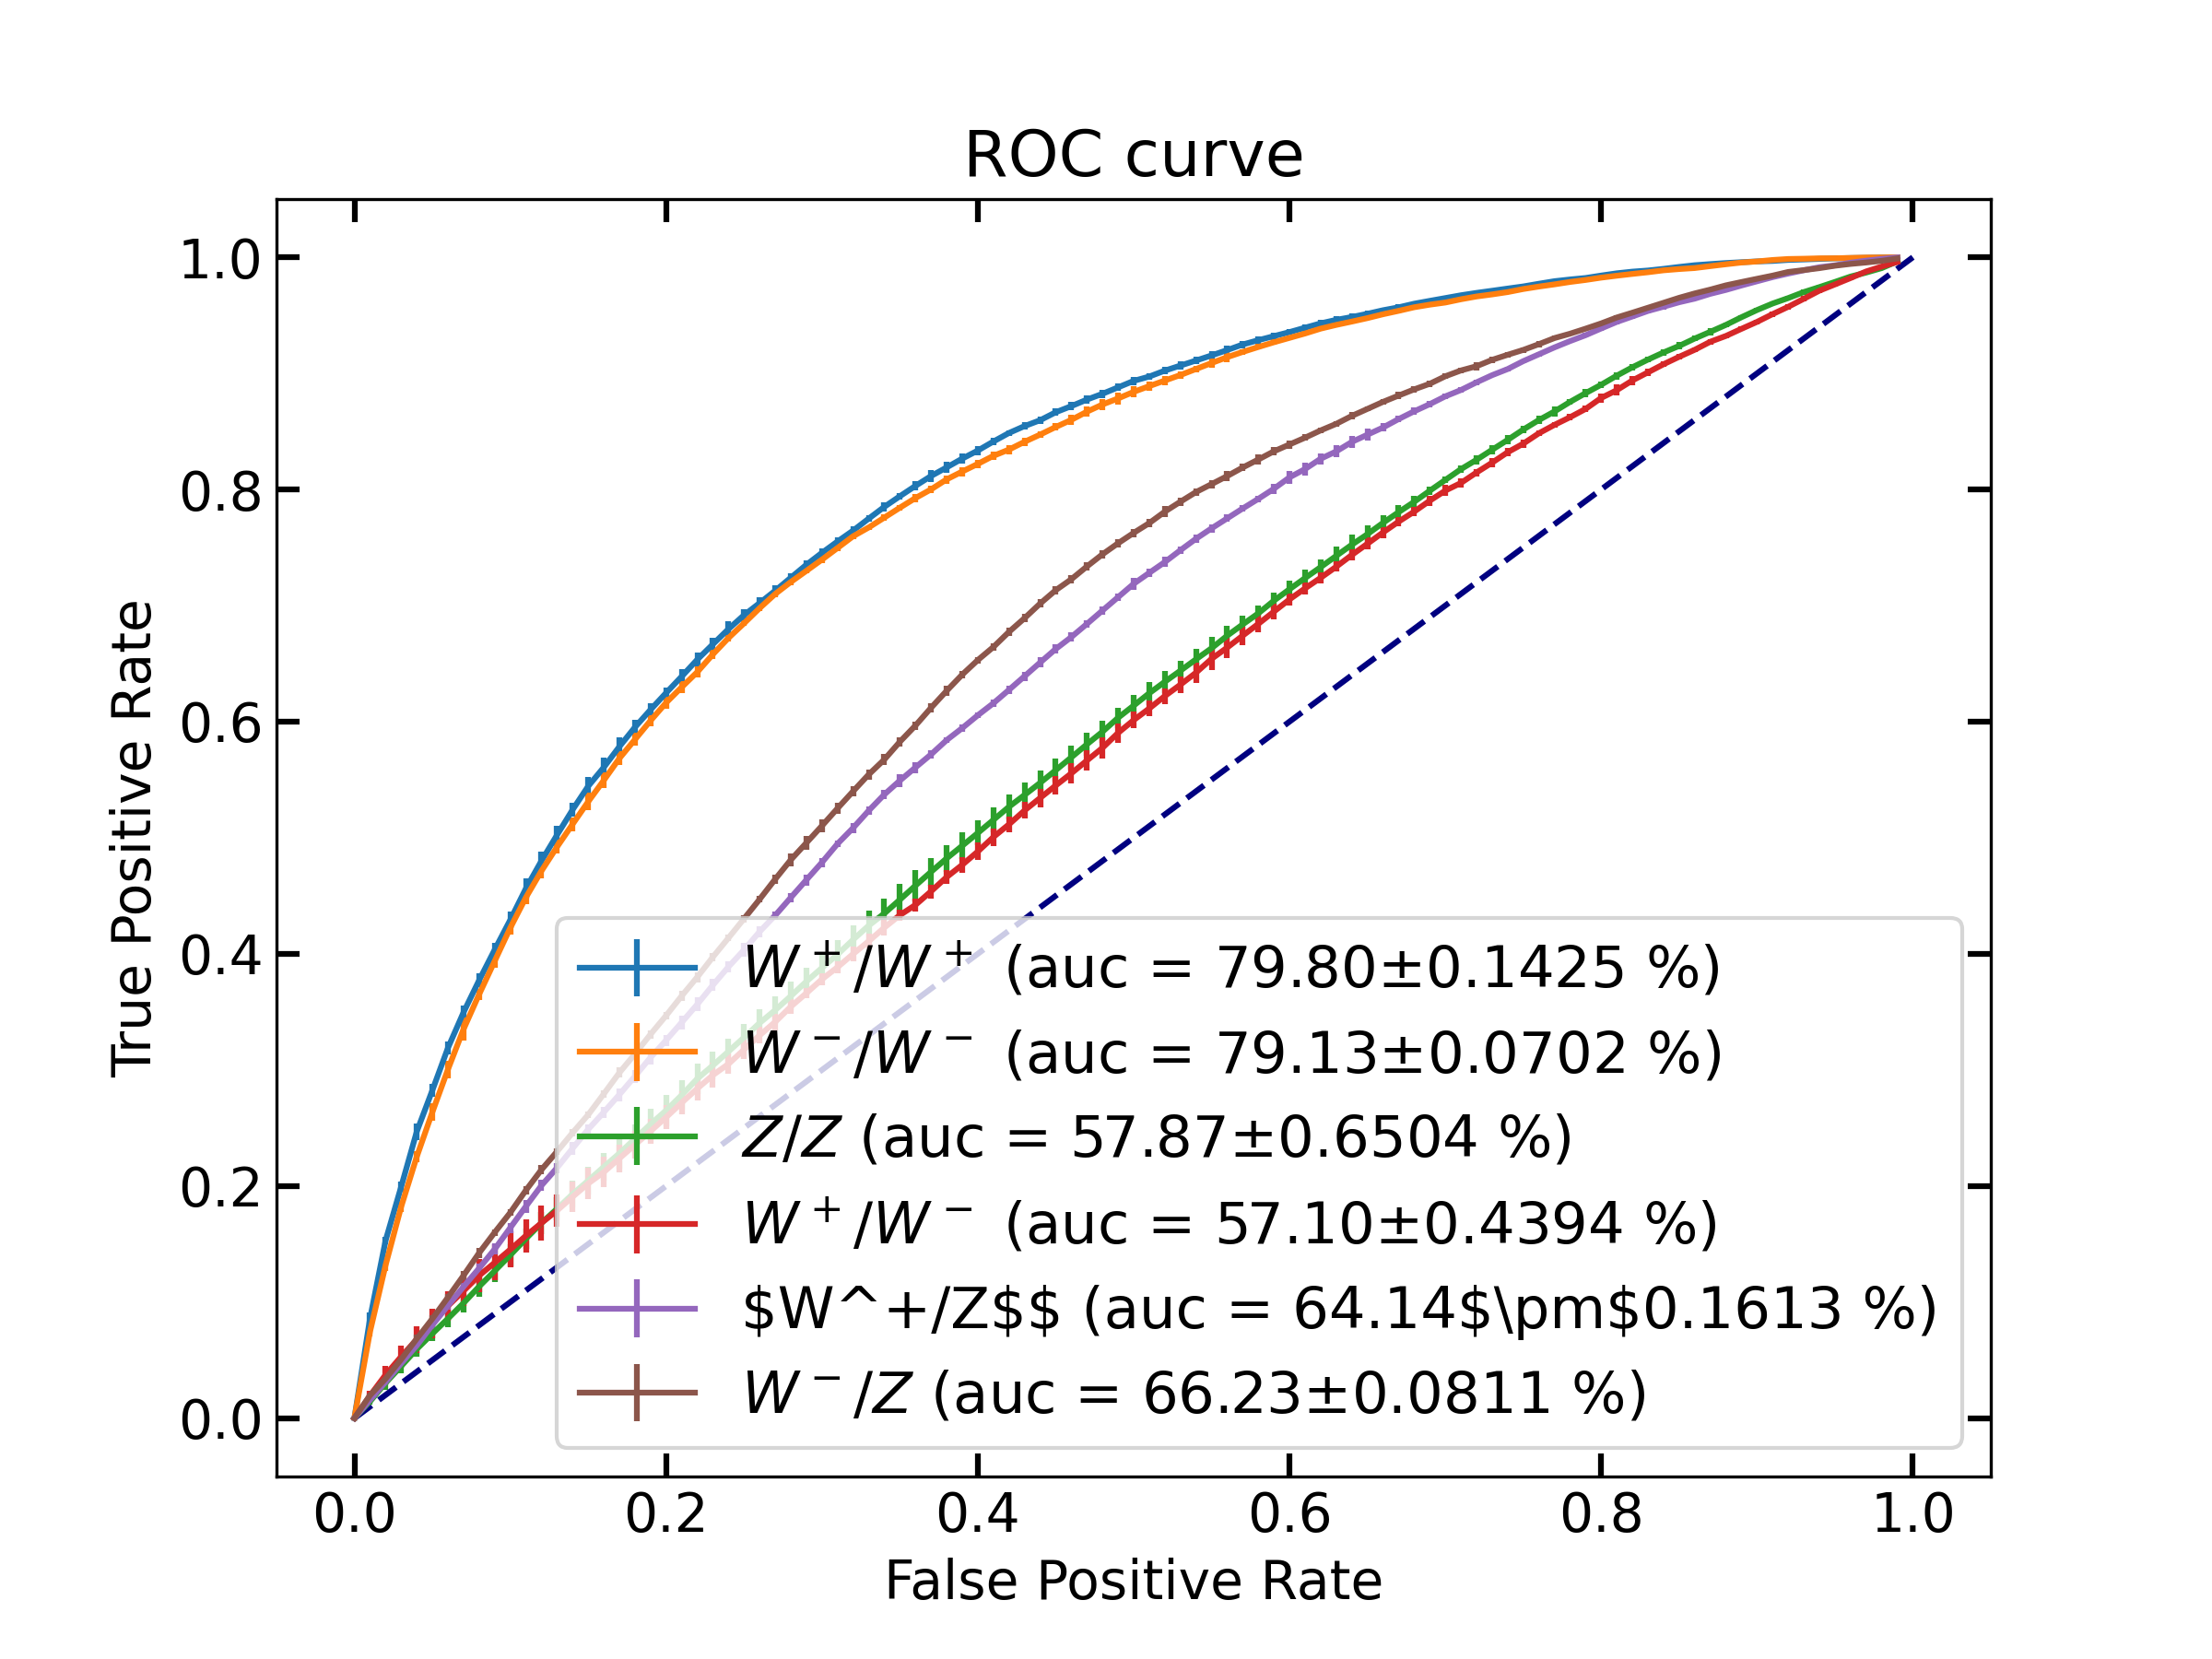 ROC curve
True Positive Rate
1.0
0.8
0.6
0.4
0.2
0.0
W⁺/W⁺ (auc = 79.80±0.1425 %)
W⁻/W⁻ (auc = 79.13±0.0702 %)
Z/Z (auc = 57.87±0.6504 %)
W⁺/W⁻ (auc = 57.10±0.4394 %)
$W^+/Z$$ (auc = 64.14$\pm$0.1613 %)
W⁻/Z (auc = 66.23±0.0811 %)
0.0 0.2 0.4 0.6 0.8 1.0
False Positive Rate